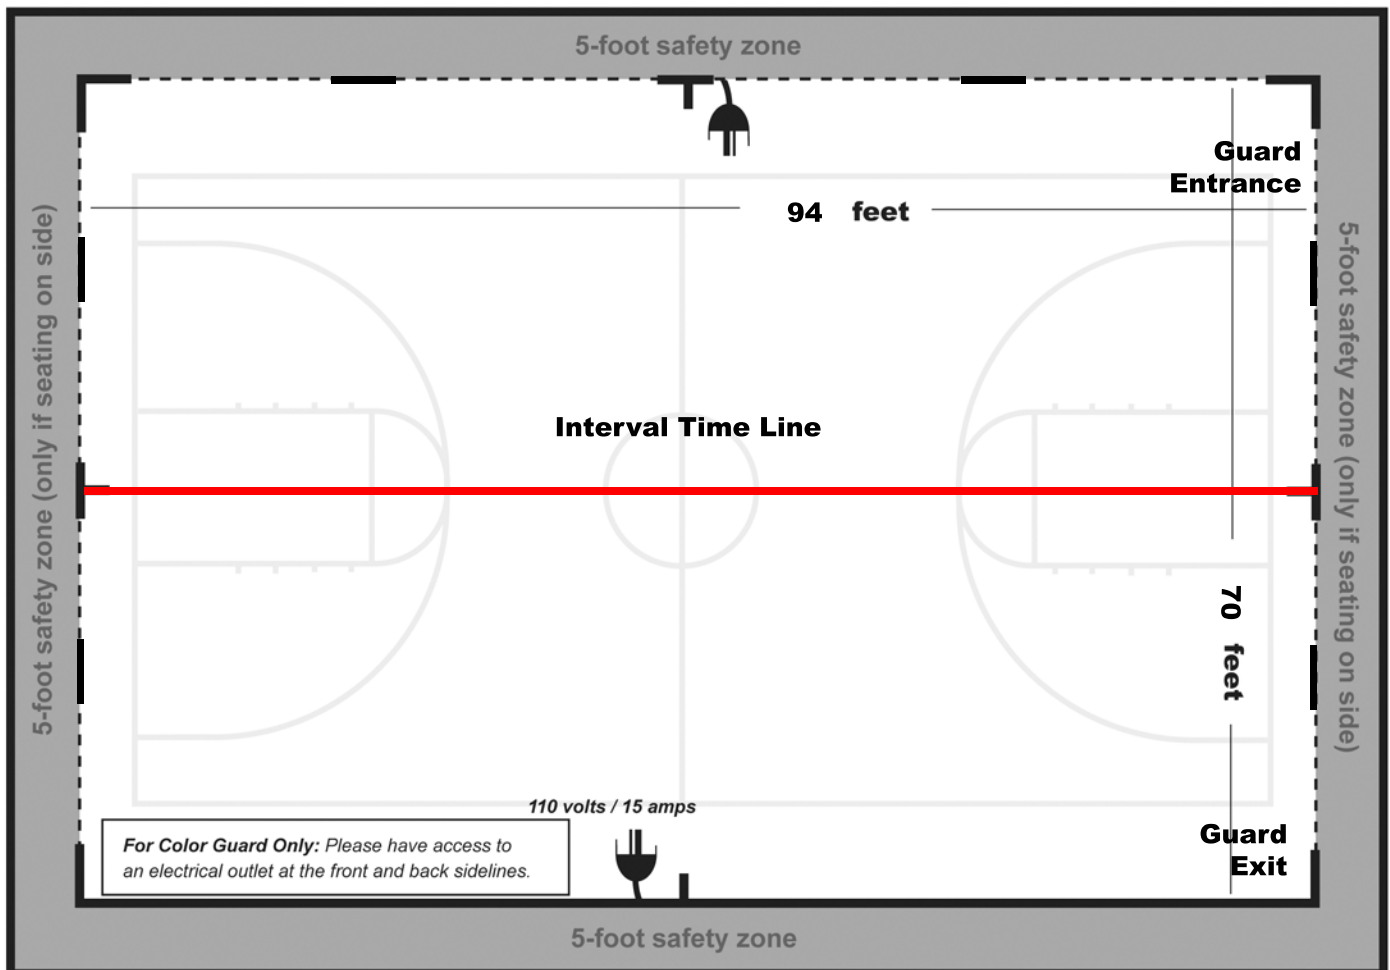 5-foot safety zone
Guard
Entrance
94 feet
5-foot safety zone (only if seating on side)
5-foot safety zone (only if seating on side)
Interval Time Line
70 feet
110 volts / 15 amps
For Color Guard Only: Please have access to
an electrical outlet at the front and back sidelines.
Guard
Exit
5-foot safety zone